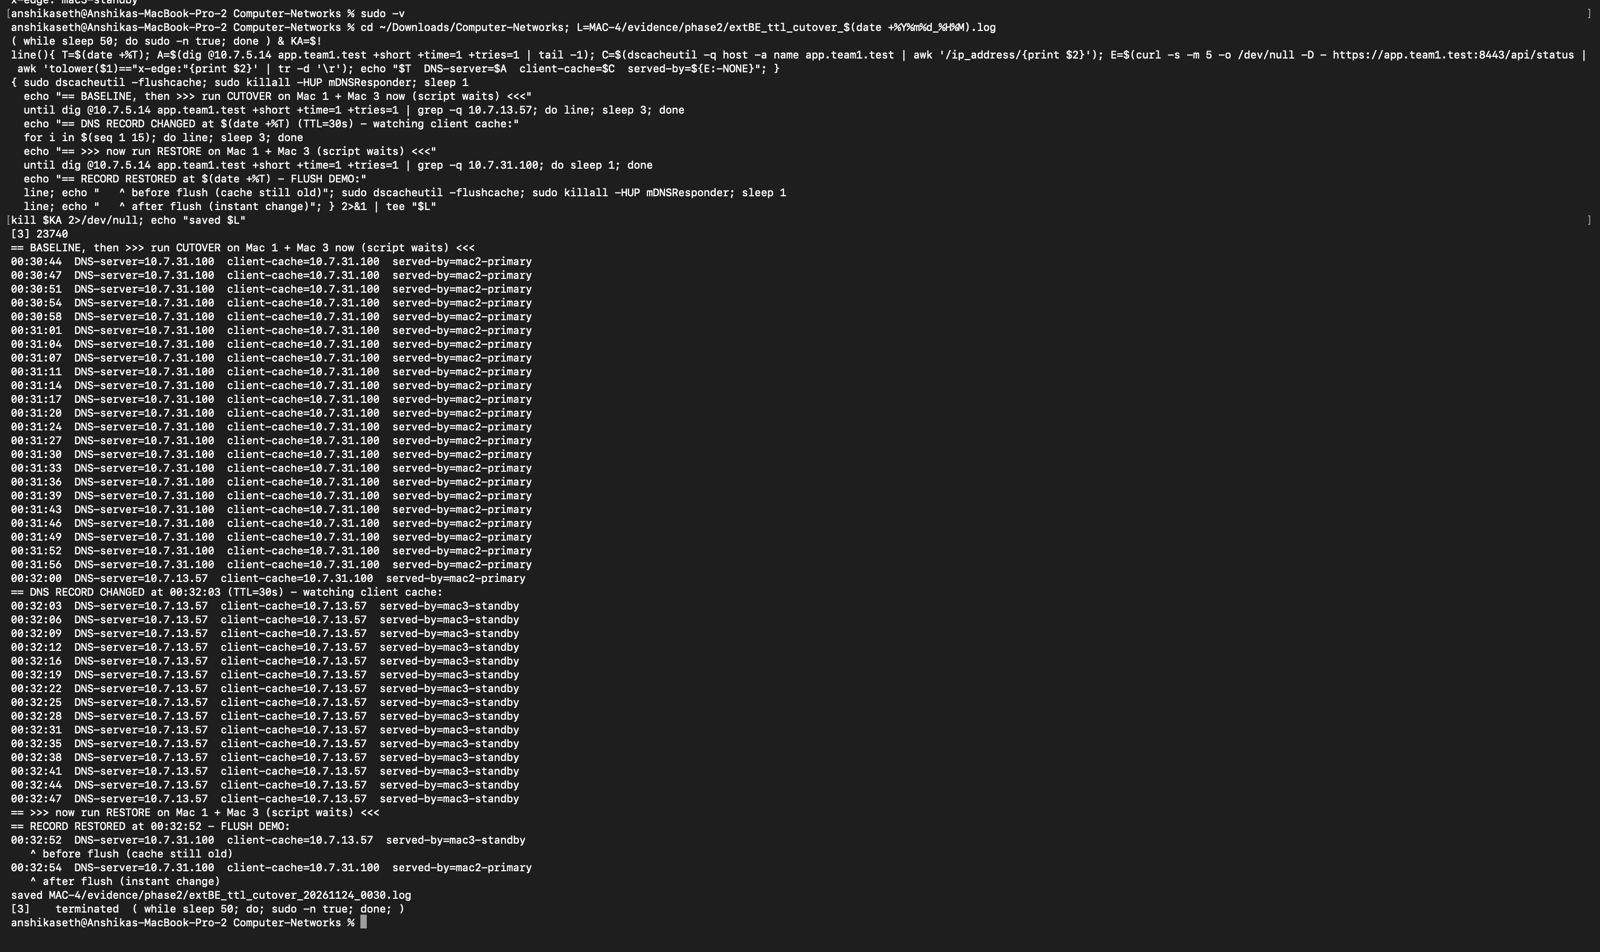 x-edge: mac3-standby
[anshikaseth@Anshikas-MacBook-Pro-2 Computer-Networks % sudo -v ]
anshikaseth@Anshikas-MacBook-Pro-2 Computer-Networks % cd ~/Downloads/Computer-Networks; L=MAC-4/evidence/phase2/extBE_ttl_cutover_$(date +%Y%m%d_%H%M).log
( while sleep 50; do sudo -n true; done ) & KA=$!
line(){ T=$(date +%T); A=$(dig @10.7.5.14 app.team1.test +short +time=1 +tries=1 | tail -1); C=$(dscacheutil -q host -a name app.team1.test | awk '/ip_address/{print $2}'); E=$(curl -s -m 5 -o /dev/null -D - https://app.team1.test:8443/api/status |
 awk 'tolower($1)=="x-edge:"{print $2}' | tr -d '\r'); echo "$T  DNS-server=$A  client-cache=$C  served-by=${E:-NONE}"; }
{ sudo dscacheutil -flushcache; sudo killall -HUP mDNSResponder; sleep 1
  echo "== BASELINE, then >>> run CUTOVER on Mac 1 + Mac 3 now (script waits) <<<"
  until dig @10.7.5.14 app.team1.test +short +time=1 +tries=1 | grep -q 10.7.13.57; do line; sleep 3; done
  echo "== DNS RECORD CHANGED at $(date +%T) (TTL=30s) - watching client cache:"
  for i in $(seq 1 15); do line; sleep 3; done
  echo "== >>> now run RESTORE on Mac 1 + Mac 3 (script waits) <<<"
  until dig @10.7.5.14 app.team1.test +short +time=1 +tries=1 | grep -q 10.7.31.100; do sleep 1; done
  echo "== RECORD RESTORED at $(date +%T) - FLUSH DEMO:"
  line; echo "   ^ before flush (cache still old)"; sudo dscacheutil -flushcache; sudo killall -HUP mDNSResponder; sleep 1
  line; echo "   ^ after flush (instant change)"; } 2>&1 | tee "$L"
[kill $KA 2>/dev/null; echo "saved $L" ]
[3] 23740
== BASELINE, then >>> run CUTOVER on Mac 1 + Mac 3 now (script waits) <<<
00:30:44  DNS-server=10.7.31.100  client-cache=10.7.31.100  served-by=mac2-primary
00:30:47  DNS-server=10.7.31.100  client-cache=10.7.31.100  served-by=mac2-primary
00:30:51  DNS-server=10.7.31.100  client-cache=10.7.31.100  served-by=mac2-primary
00:30:54  DNS-server=10.7.31.100  client-cache=10.7.31.100  served-by=mac2-primary
00:30:58  DNS-server=10.7.31.100  client-cache=10.7.31.100  served-by=mac2-primary
00:31:01  DNS-server=10.7.31.100  client-cache=10.7.31.100  served-by=mac2-primary
00:31:04  DNS-server=10.7.31.100  client-cache=10.7.31.100  served-by=mac2-primary
00:31:07  DNS-server=10.7.31.100  client-cache=10.7.31.100  served-by=mac2-primary
00:31:11  DNS-server=10.7.31.100  client-cache=10.7.31.100  served-by=mac2-primary
00:31:14  DNS-server=10.7.31.100  client-cache=10.7.31.100  served-by=mac2-primary
00:31:17  DNS-server=10.7.31.100  client-cache=10.7.31.100  served-by=mac2-primary
00:31:20  DNS-server=10.7.31.100  client-cache=10.7.31.100  served-by=mac2-primary
00:31:24  DNS-server=10.7.31.100  client-cache=10.7.31.100  served-by=mac2-primary
00:31:27  DNS-server=10.7.31.100  client-cache=10.7.31.100  served-by=mac2-primary
00:31:30  DNS-server=10.7.31.100  client-cache=10.7.31.100  served-by=mac2-primary
00:31:33  DNS-server=10.7.31.100  client-cache=10.7.31.100  served-by=mac2-primary
00:31:36  DNS-server=10.7.31.100  client-cache=10.7.31.100  served-by=mac2-primary
00:31:39  DNS-server=10.7.31.100  client-cache=10.7.31.100  served-by=mac2-primary
00:31:43  DNS-server=10.7.31.100  client-cache=10.7.31.100  served-by=mac2-primary
00:31:46  DNS-server=10.7.31.100  client-cache=10.7.31.100  served-by=mac2-primary
00:31:49  DNS-server=10.7.31.100  client-cache=10.7.31.100  served-by=mac2-primary
00:31:52  DNS-server=10.7.31.100  client-cache=10.7.31.100  served-by=mac2-primary
00:31:56  DNS-server=10.7.31.100  client-cache=10.7.31.100  served-by=mac2-primary
00:32:00  DNS-server=10.7.13.57  client-cache=10.7.31.100  served-by=mac2-primary
== DNS RECORD CHANGED at 00:32:03 (TTL=30s) - watching client cache:
00:32:03  DNS-server=10.7.13.57  client-cache=10.7.13.57  served-by=mac3-standby
00:32:06  DNS-server=10.7.13.57  client-cache=10.7.13.57  served-by=mac3-standby
00:32:09  DNS-server=10.7.13.57  client-cache=10.7.13.57  served-by=mac3-standby
00:32:12  DNS-server=10.7.13.57  client-cache=10.7.13.57  served-by=mac3-standby
00:32:16  DNS-server=10.7.13.57  client-cache=10.7.13.57  served-by=mac3-standby
00:32:19  DNS-server=10.7.13.57  client-cache=10.7.13.57  served-by=mac3-standby
00:32:22  DNS-server=10.7.13.57  client-cache=10.7.13.57  served-by=mac3-standby
00:32:25  DNS-server=10.7.13.57  client-cache=10.7.13.57  served-by=mac3-standby
00:32:28  DNS-server=10.7.13.57  client-cache=10.7.13.57  served-by=mac3-standby
00:32:31  DNS-server=10.7.13.57  client-cache=10.7.13.57  served-by=mac3-standby
00:32:35  DNS-server=10.7.13.57  client-cache=10.7.13.57  served-by=mac3-standby
00:32:38  DNS-server=10.7.13.57  client-cache=10.7.13.57  served-by=mac3-standby
00:32:41  DNS-server=10.7.13.57  client-cache=10.7.13.57  served-by=mac3-standby
00:32:44  DNS-server=10.7.13.57  client-cache=10.7.13.57  served-by=mac3-standby
00:32:47  DNS-server=10.7.13.57  client-cache=10.7.13.57  served-by=mac3-standby
== >>> now run RESTORE on Mac 1 + Mac 3 (script waits) <<<
== RECORD RESTORED at 00:32:52 - FLUSH DEMO:
00:32:52  DNS-server=10.7.31.100  client-cache=10.7.13.57  served-by=mac3-standby
   ^ before flush (cache still old)
00:32:54  DNS-server=10.7.31.100  client-cache=10.7.31.100  served-by=mac2-primary
   ^ after flush (instant change)
saved MAC-4/evidence/phase2/extBE_ttl_cutover_20261124_0030.log
[3]    terminated  ( while sleep 50; do; sudo -n true; done; )
anshikaseth@Anshikas-MacBook-Pro-2 Computer-Networks %